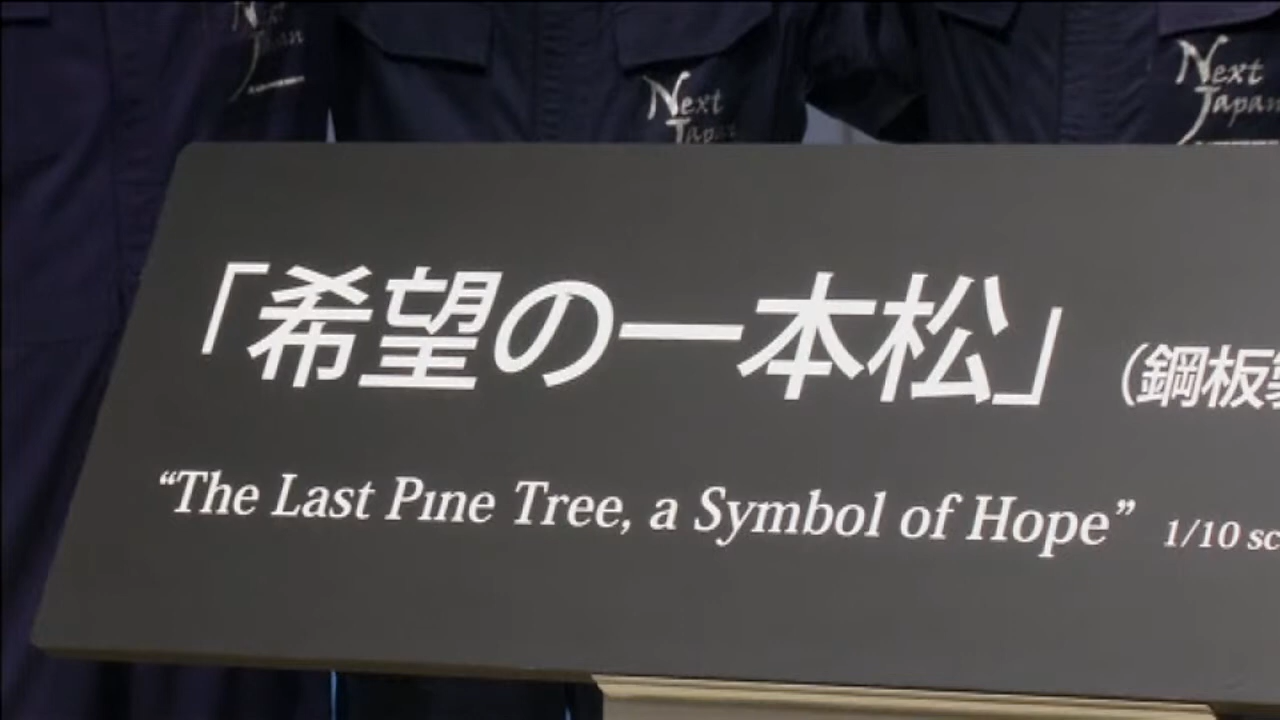 Next
Japan
Next
Japan
Next
Japan
「希望の一本松」 (鋼板
“The Last Pine Tree, a Symbol of Hope” 1/10